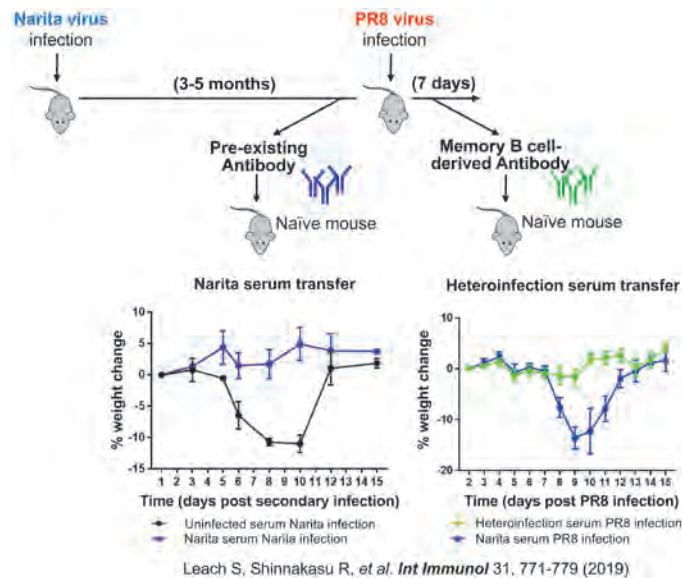 Narita virus
infection
PR8 virus
infection
(3-5 months)
(7 days)
Pre-existing
Antibody
Memory B cell-
derived Antibody
Naïve mouse
Naïve mouse
Narita serum transfer
Heteroinfection serum transfer
% weight change
10
5
0
-5
-10
-15
1 2 3 4 5 6 7 8 9 10 11 12 13 14 15
Time (days post secondary infection)
Uninfected serum Narita infection
Narita serum Narita infection
% weight change
10
0
-10
-20
2 3 4 5 6 7 8 9 10 11 12 13 14 15
Time (days post PR8 infection)
Heteroinfection serum PR8 infection
Narita serum PR8 infection
Leach S, Shinnakasu R, et al. Int Immunol 31, 771-779 (2019)